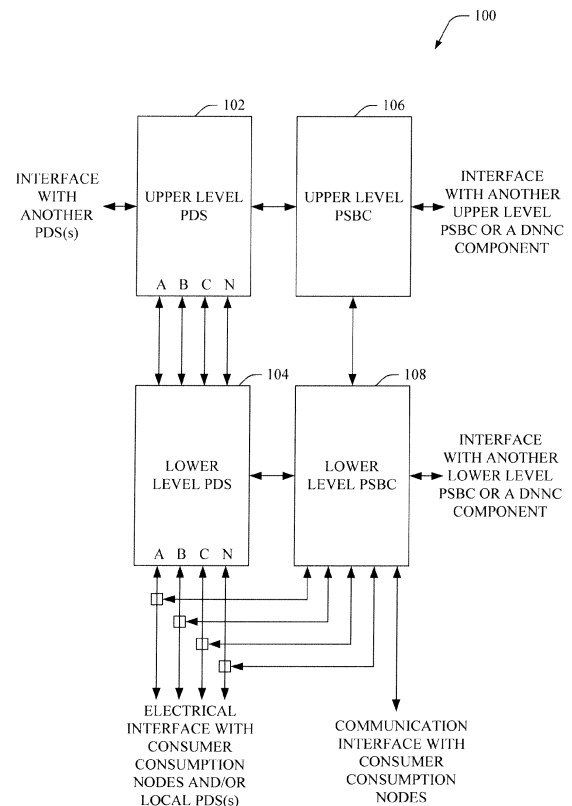 100
102
106
INTERFACE
WITH
ANOTHER
PDS(s)
UPPER LEVEL
PDS
UPPER LEVEL
PSBC
INTERFACE
WITH ANOTHER
UPPER LEVEL
PSBC OR A DNNC
COMPONENT
A B C N
104
108
LOWER
LEVEL PDS
LOWER
LEVEL PSBC
INTERFACE
WITH ANOTHER
LOWER LEVEL
PSBC OR A DNNC
COMPONENT
A B C N
ELECTRICAL
INTERFACE WITH
CONSUMER
CONSUMPTION
NODES AND/OR
LOCAL PDS(s)
COMMUNICATION
INTERFACE WITH
CONSUMER
CONSUMPTION
NODES